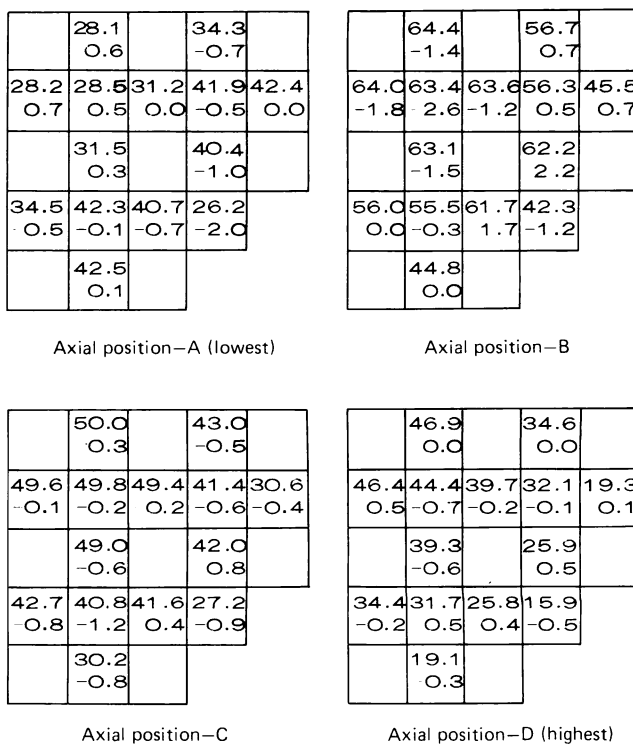 28.1 34.3
0.6 -0.7
28.2 28.5 31.2 41.9 42.4
0.7 0.5 0.0 -0.5 0.0
31.5 40.4
0.3 -1.0
34.5 42.3 40.7 26.2
0.5 -0.1 -0.7 -2.0
42.5
0.1
Axial position-A (lowest)
64.4 56.7
-1.4 0.7
64.0 63.4 63.6 56.3 45.5
-1.8 2.6 -1.2 0.5 0.7
63.1 62.2
-1.5 2.2
56.0 55.5 61.7 42.3
0.0 -0.3 1.7 -1.2
44.8
0.0
Axial position-B
50.0 43.0
0.3 -0.5
49.6 49.8 49.4 41.4 30.6
-0.1 -0.2 0.2 -0.6 -0.4
49.0 42.0
-0.6 0.8
42.7 40.8 41.6 27.2
-0.8 -1.2 0.4 -0.9
30.2
-0.8
Axial position-C
46.9 34.6
0.0 0.0
46.4 44.4 39.7 32.1 19.3
0.5 -0.7 -0.2 -0.1 0.1
39.3 25.9
-0.6 0.5
34.4 31.7 25.8 15.9
-0.2 0.5 0.4 -0.5
19.1
-0.3
Axial position-D (highest)